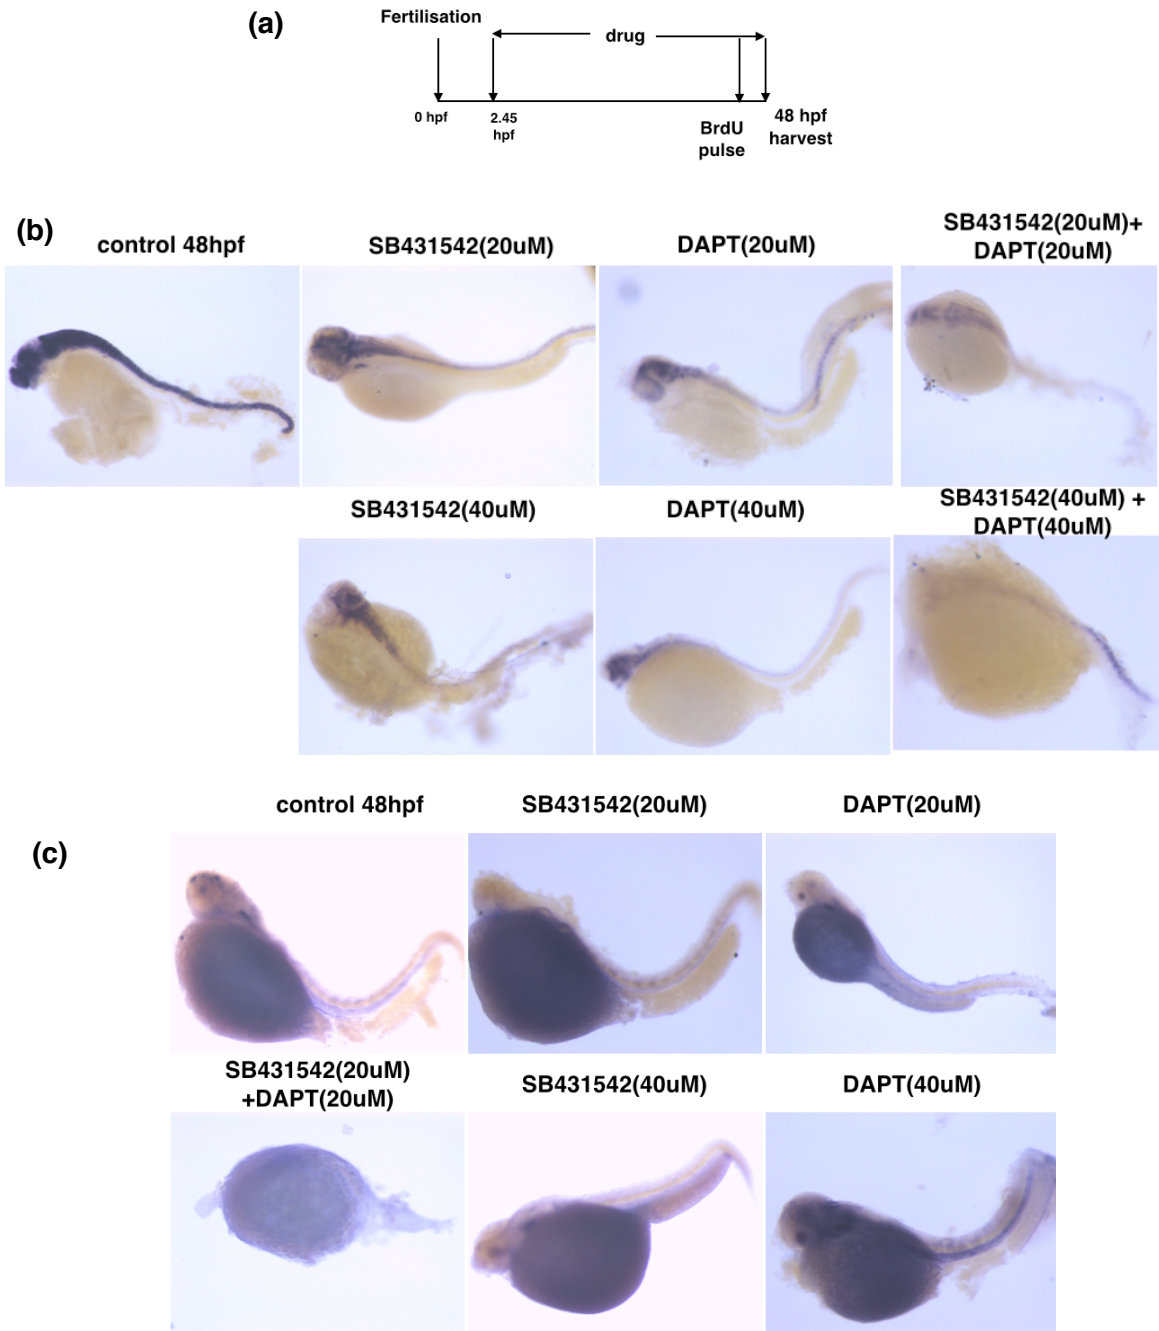 (a)
Fertilisation
drug
0 hpf
2.45
hpf
BrdU
pulse
48 hpf
harvest
(b)
control 48hpf
SB431542(20uM)
DAPT(20uM)
SB431542(20uM)+
DAPT(20uM)
SB431542(40uM)
DAPT(40uM)
SB431542(40uM) +
DAPT(40uM)
(c)
control 48hpf
SB431542(20uM)
DAPT(20uM)
SB431542(20uM)
+DAPT(20uM)
SB431542(40uM)
DAPT(40uM)